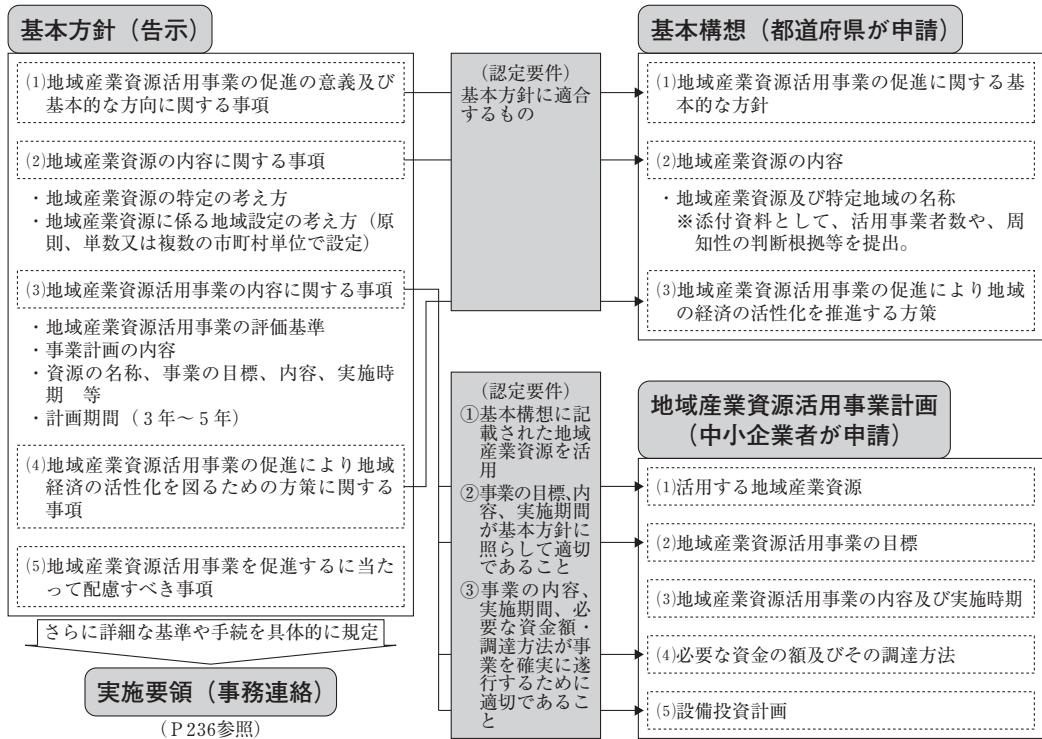 基本方針（告示）
⑴地域産業資源活用事業の促進の意義及び
基本的な方向に関する事項
⑵地域産業資源の内容に関する事項
・地域産業資源の特定の考え方
・地域産業資源に係る地域設定の考え方（原
則、単数又は複数の市町村単位で設定）
⑶地域産業資源活用事業の内容に関する事項
・地域産業資源活用事業の評価基準
・事業計画の内容
・資源の名称、事業の目標、内容、実施時
期　等
・計画期間（３年～５年）
⑷地域産業資源活用事業の促進により地域
経済の活性化を図るための方策に関する
事項
⑸地域産業資源活用事業を促進するに当た
って配慮すべき事項
さらに詳細な基準や手続を具体的に規定
実施要領（事務連絡）
（Ｐ236参照）
（認定要件）
基本方針に適合
するもの
（認定要件）
①基本構想に記
載された地域
産業資源を活
用
②事業の目標、内
容、実施期間
が基本方針に
照らして適切
であること
③事業の内容、
実施期間、必
要な資金額・
調達方法が事
業を確実に遂
行するために
適切であるこ
と
基本構想（都道府県が申請）
⑴地域産業資源活用事業の促進に関する基
本的な方針
⑵地域産業資源の内容
・地域産業資源及び特定地域の名称
※添付資料として、活用事業者数や、周
知性の判断根拠等を提出。
⑶地域産業資源活用事業の促進により地域
の経済の活性化を推進する方策
地域産業資源活用事業計画
（中小企業者が申請）
⑴活用する地域産業資源
⑵地域産業資源活用事業の目標
⑶地域産業資源活用事業の内容及び実施時期
⑷必要な資金の額及びその調達方法
⑸設備投資計画